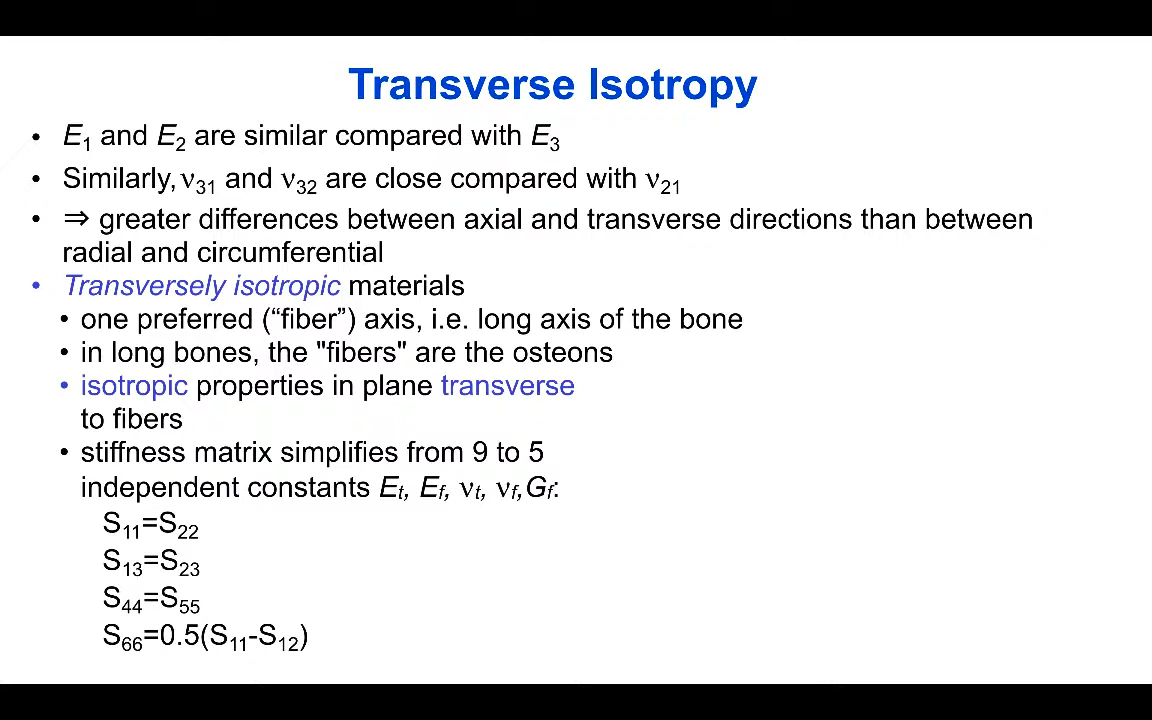 Transverse Isotropy
• E₁ and E₂ are similar compared with E₃
• Similarly, ν₃₁ and ν₃₂ are close compared with ν₂₁
• ⇒ greater differences between axial and transverse directions than between
radial and circumferential
• Transversely isotropic materials
• one preferred (“fiber”) axis, i.e. long axis of the bone
• in long bones, the "fibers" are the osteons
• isotropic properties in plane transverse
to fibers
• stiffness matrix simplifies from 9 to 5
independent constants Eₜ, E_f, νₜ, ν_f,G_f:
S₁₁=S₂₂
S₁₃=S₂₃
S₄₄=S₅₅
S₆₆=0.5(S₁₁-S₁₂)